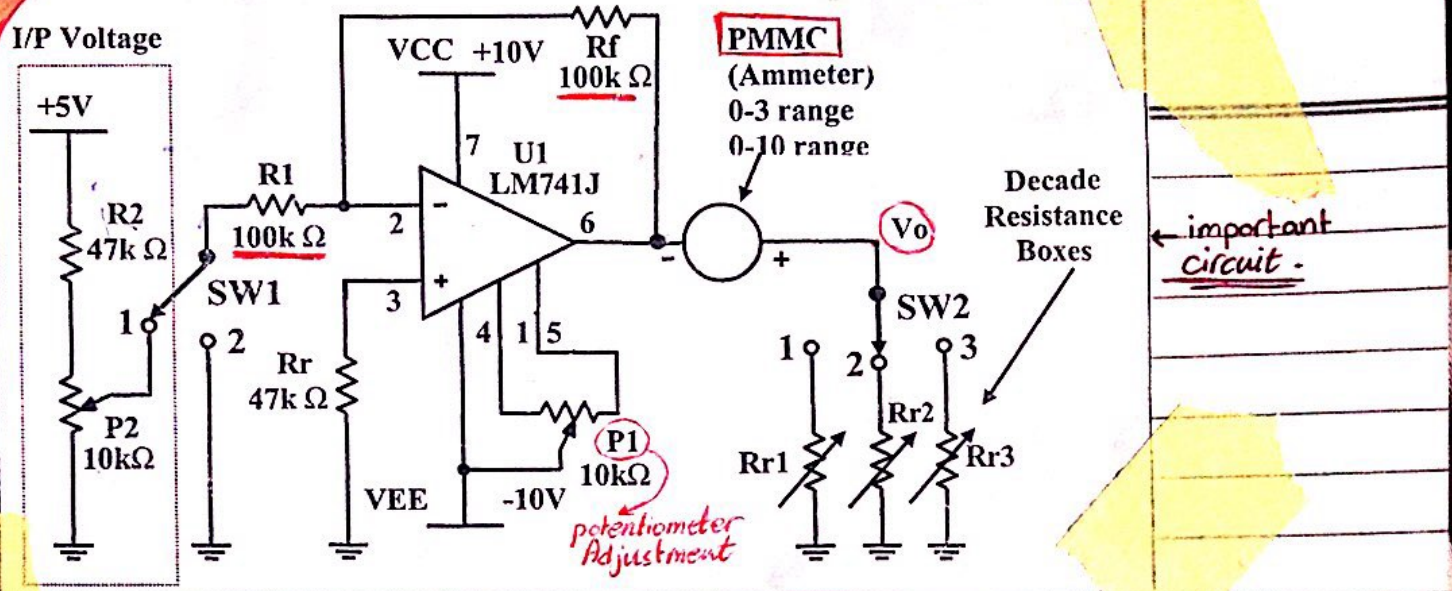 I/P Voltage
+5V
R2
47k Ω
P2
10kΩ
1
2
SW1
R1
100k Ω
Rr
47k Ω
VCC +10V
7
Rf
100k Ω
U1
LM741J
2
3
-
+
6
4
1
5
P1
10kΩ
VEE
-10V
potentiometer
Adjustment
PMMC
(Ammeter)
0-3 range
0-10 range
-
+
Vo
SW2
1
2
3
Rr1
Rr2
Rr3
Decade
Resistance
Boxes
← important
circuit.